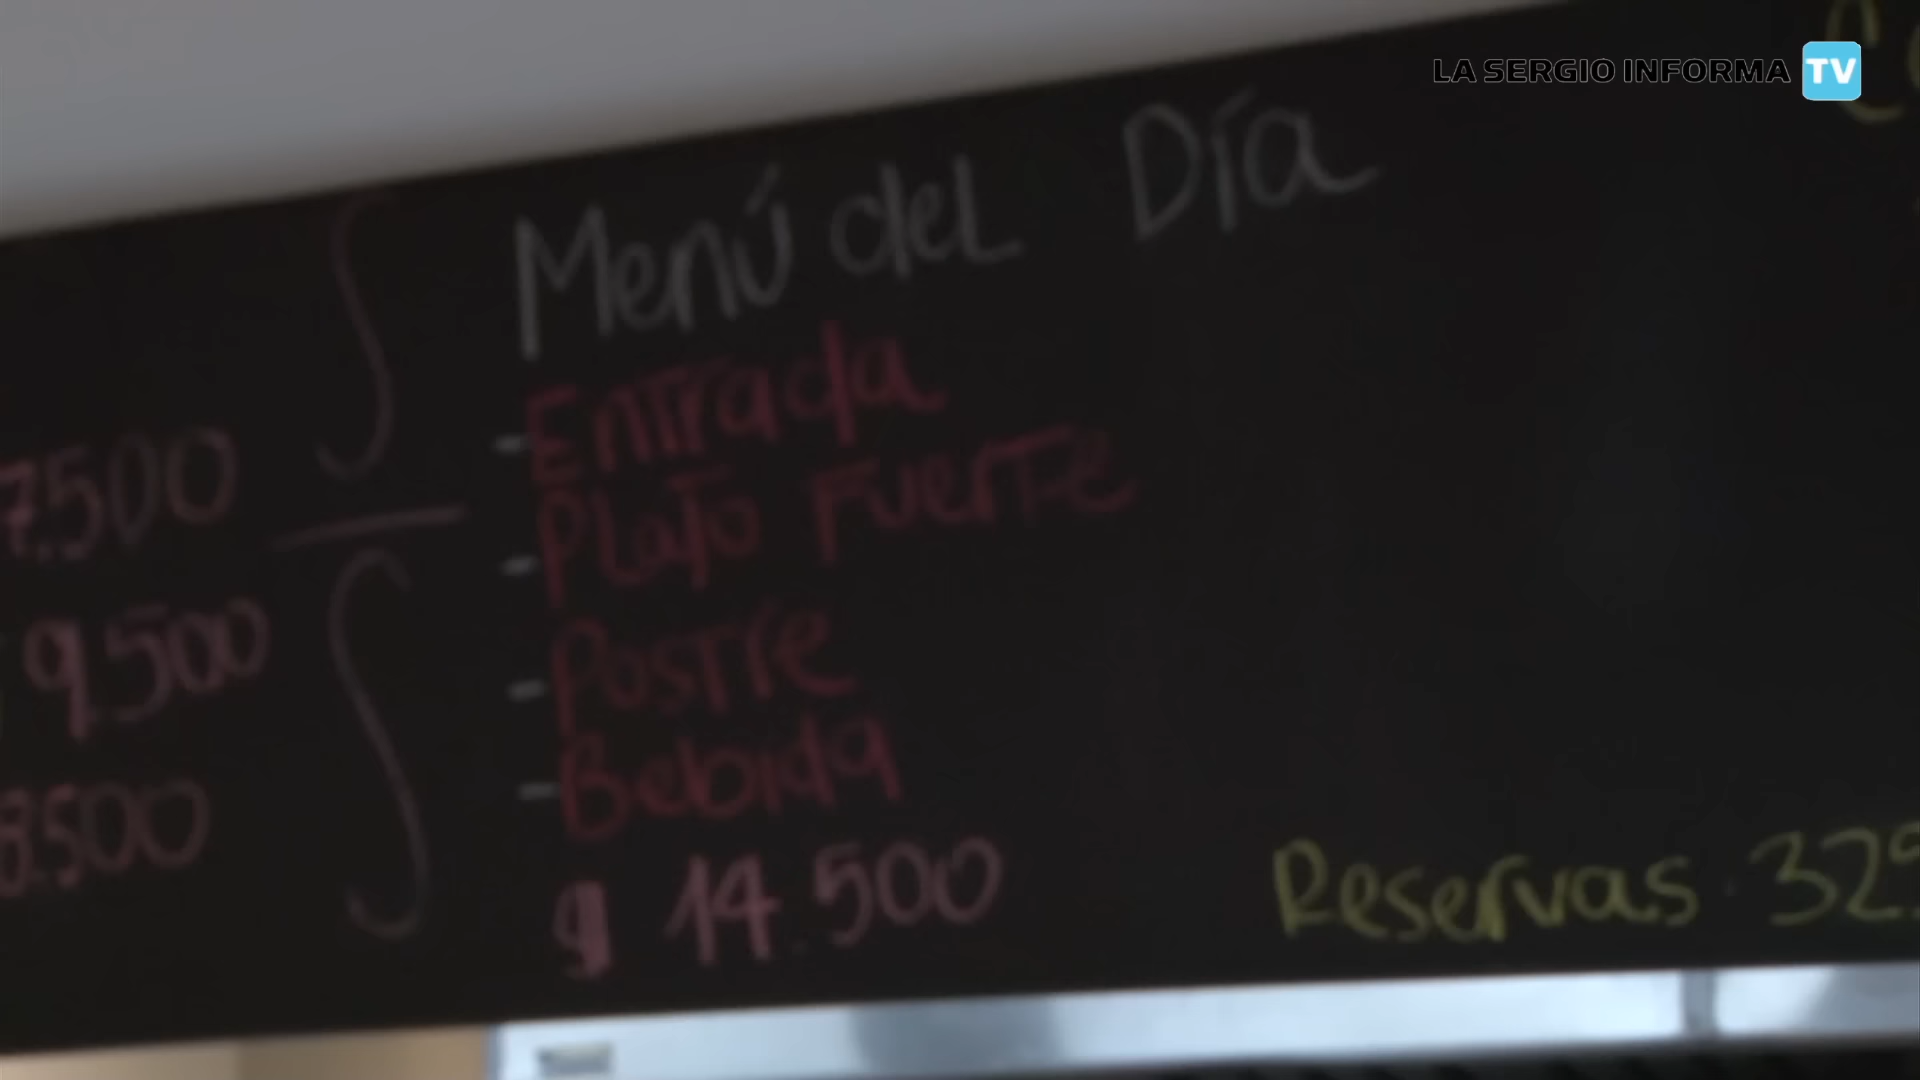 LA SERGIO INFORMA TV
Menú del Día
- Entrada
- Plato Fuerte
- Postre
- Bebida
$ 14.500
7.500
9.500
8.500
Reservas 32